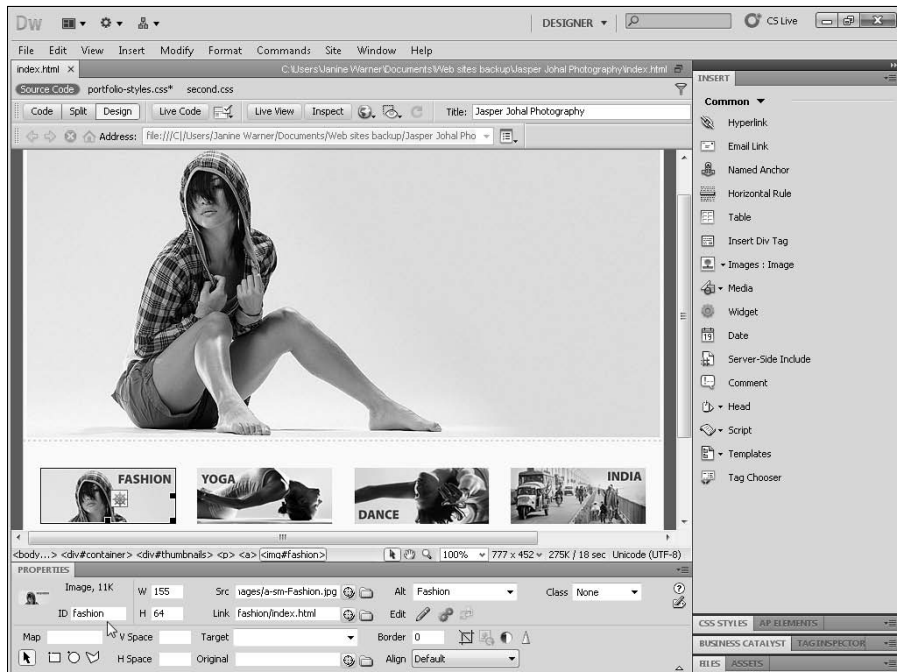 Dw DESIGNER CS Live
File Edit View Insert Modify Format Commands Site Window Help
index.html × C:\Users\Janine Warner\Documents\Web sites backup\Jasper Johal Photography\index.html
Source Code portfolio-styles.css* second.css
Code Split Design Live Code Live View Inspect Title: Jasper Johal Photography
Address: file:///C|/Users/Janine Warner/Documents/Web sites backup/Jasper Johal Pho
FASHION YOGA DANCE INDIA
<body...> <div#container> <div#thumbnails> <p> <a> <img#fashion> 100% 777 x 452 275K / 18 sec Unicode (UTF-8)
PROPERTIES
Image, 11K W 155 Src ages/a-sm-Fashion.jpg Alt Fashion Class None
ID fashion H 64 Link fashion/index.html Edit
Map V Space Target Border 0
H Space Original Align Default
INSERT
Common
Hyperlink
Email Link
Named Anchor
Horizontal Rule
Table
Insert Div Tag
Images : Image
Media
Widget
19 Date
Server-Side Include
Comment
Head
Script
Templates
Tag Chooser
CSS STYLES AP ELEMENTS
BUSINESS CATALYST TAG INSPECTOR
FILES ASSETS